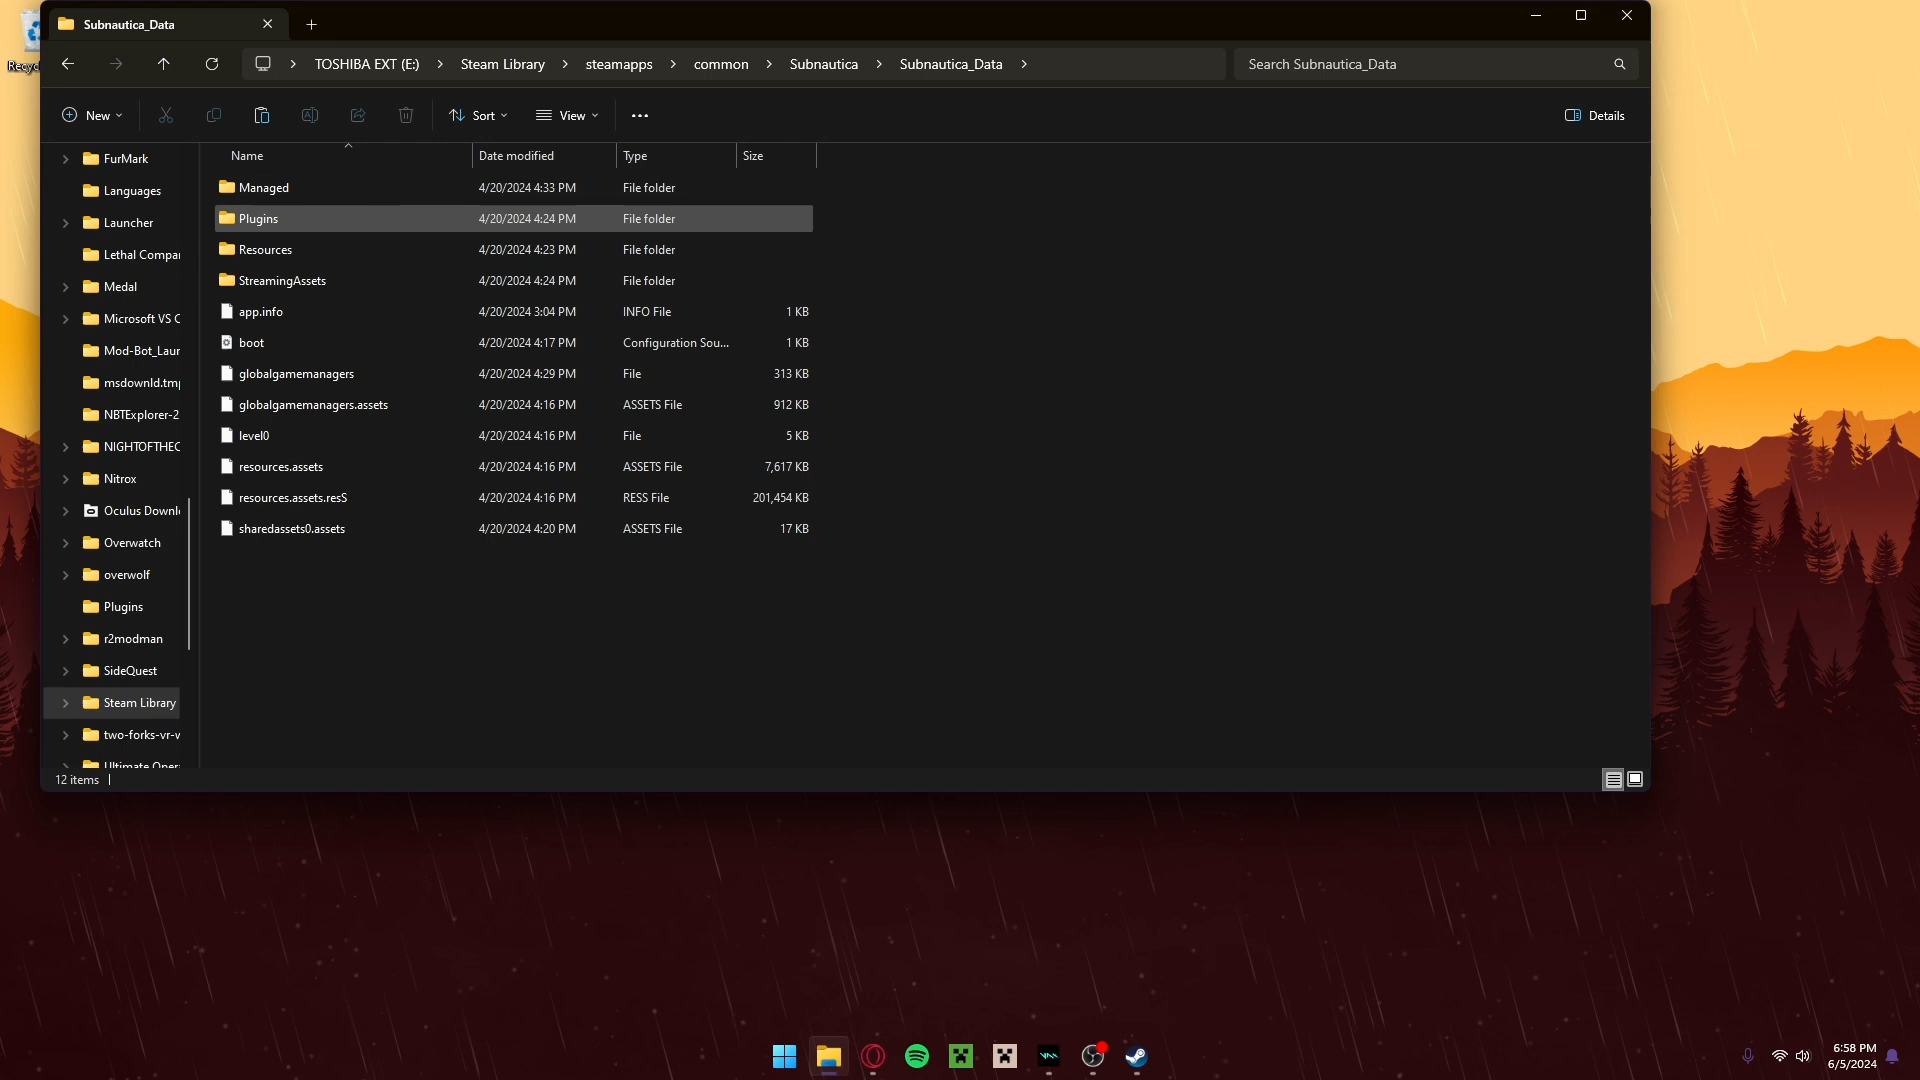 Subnautica_Data
Recyc
TOSHIBA EXT (E:) Steam Library steamapps common Subnautica Subnautica_Data
Search Subnautica_Data
New Sort View Details
FurMark
Languages
Launcher
Lethal Compa
Medal
Microsoft VS C
Mod-Bot_Laur
msdownld.tmp
NBTExplorer-2
NIGHTOFTHEC
Nitrox
Oculus Downlo
Overwatch
overwolf
Plugins
r2modman
SideQuest
Steam Library
two-forks-vr-v
Ultimate Oper
Name Date modified Type Size
Managed 4/20/2024 4:33 PM File folder
Plugins 4/20/2024 4:24 PM File folder
Resources 4/20/2024 4:23 PM File folder
StreamingAssets 4/20/2024 4:24 PM File folder
app.info 4/20/2024 3:04 PM INFO File 1 KB
boot 4/20/2024 4:17 PM Configuration Sou... 1 KB
globalgamemanagers 4/20/2024 4:29 PM File 313 KB
globalgamemanagers.assets 4/20/2024 4:16 PM ASSETS File 912 KB
level0 4/20/2024 4:16 PM File 5 KB
resources.assets 4/20/2024 4:16 PM ASSETS File 7,617 KB
resources.assets.resS 4/20/2024 4:16 PM RESS File 201,454 KB
sharedassets0.assets 4/20/2024 4:20 PM ASSETS File 17 KB
12 items
6:58 PM
6/5/2024